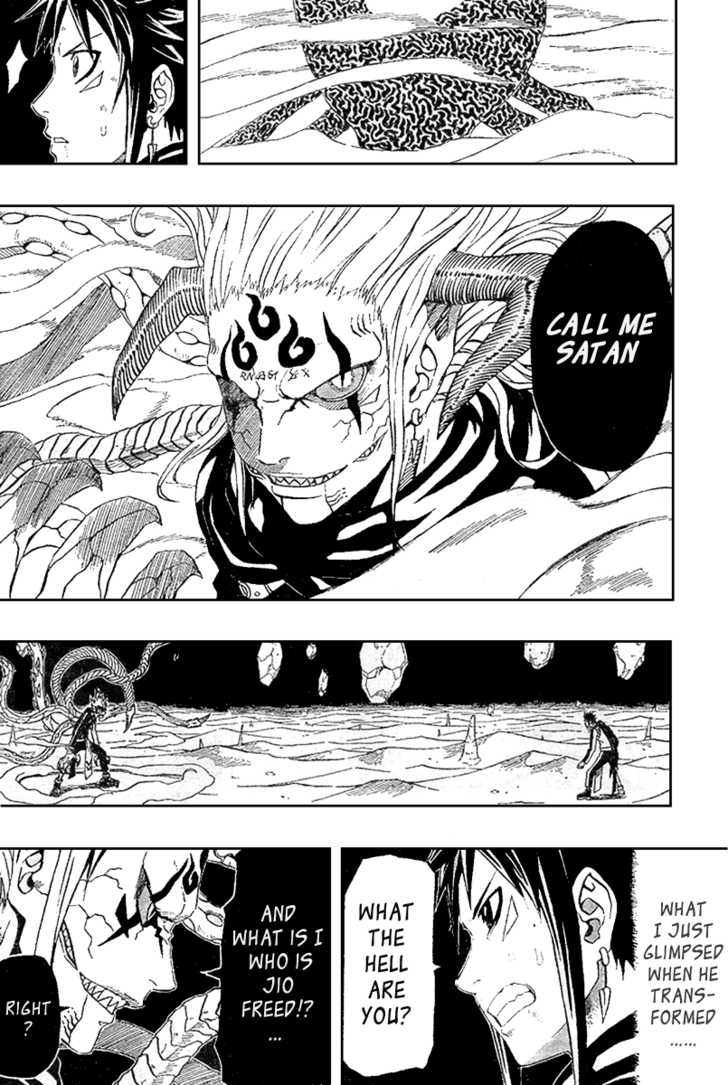 CALL ME
SATAN
WHAT
I JUST
GLIMPSED
WHEN HE
TRANS-
FORMED
......
WHAT
THE
HELL
ARE
YOU?
AND
WHAT IS I
WHO IS
JIO
FREED!?
...
RIGHT
?